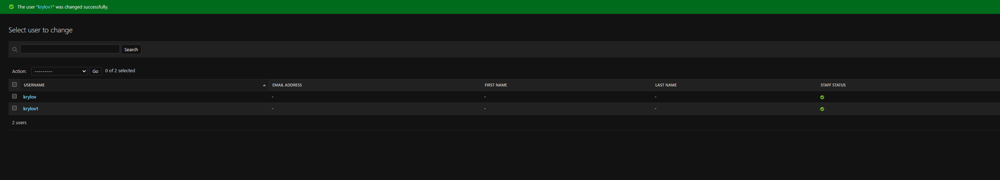 The user “krylov1” was changed successfully.
Select user to change
Search
Action: --------- Go 0 of 2 selected
USERNAME EMAIL ADDRESS FIRST NAME LAST NAME STAFF STATUS
krylov - - -
krylov1 - - -
2 users